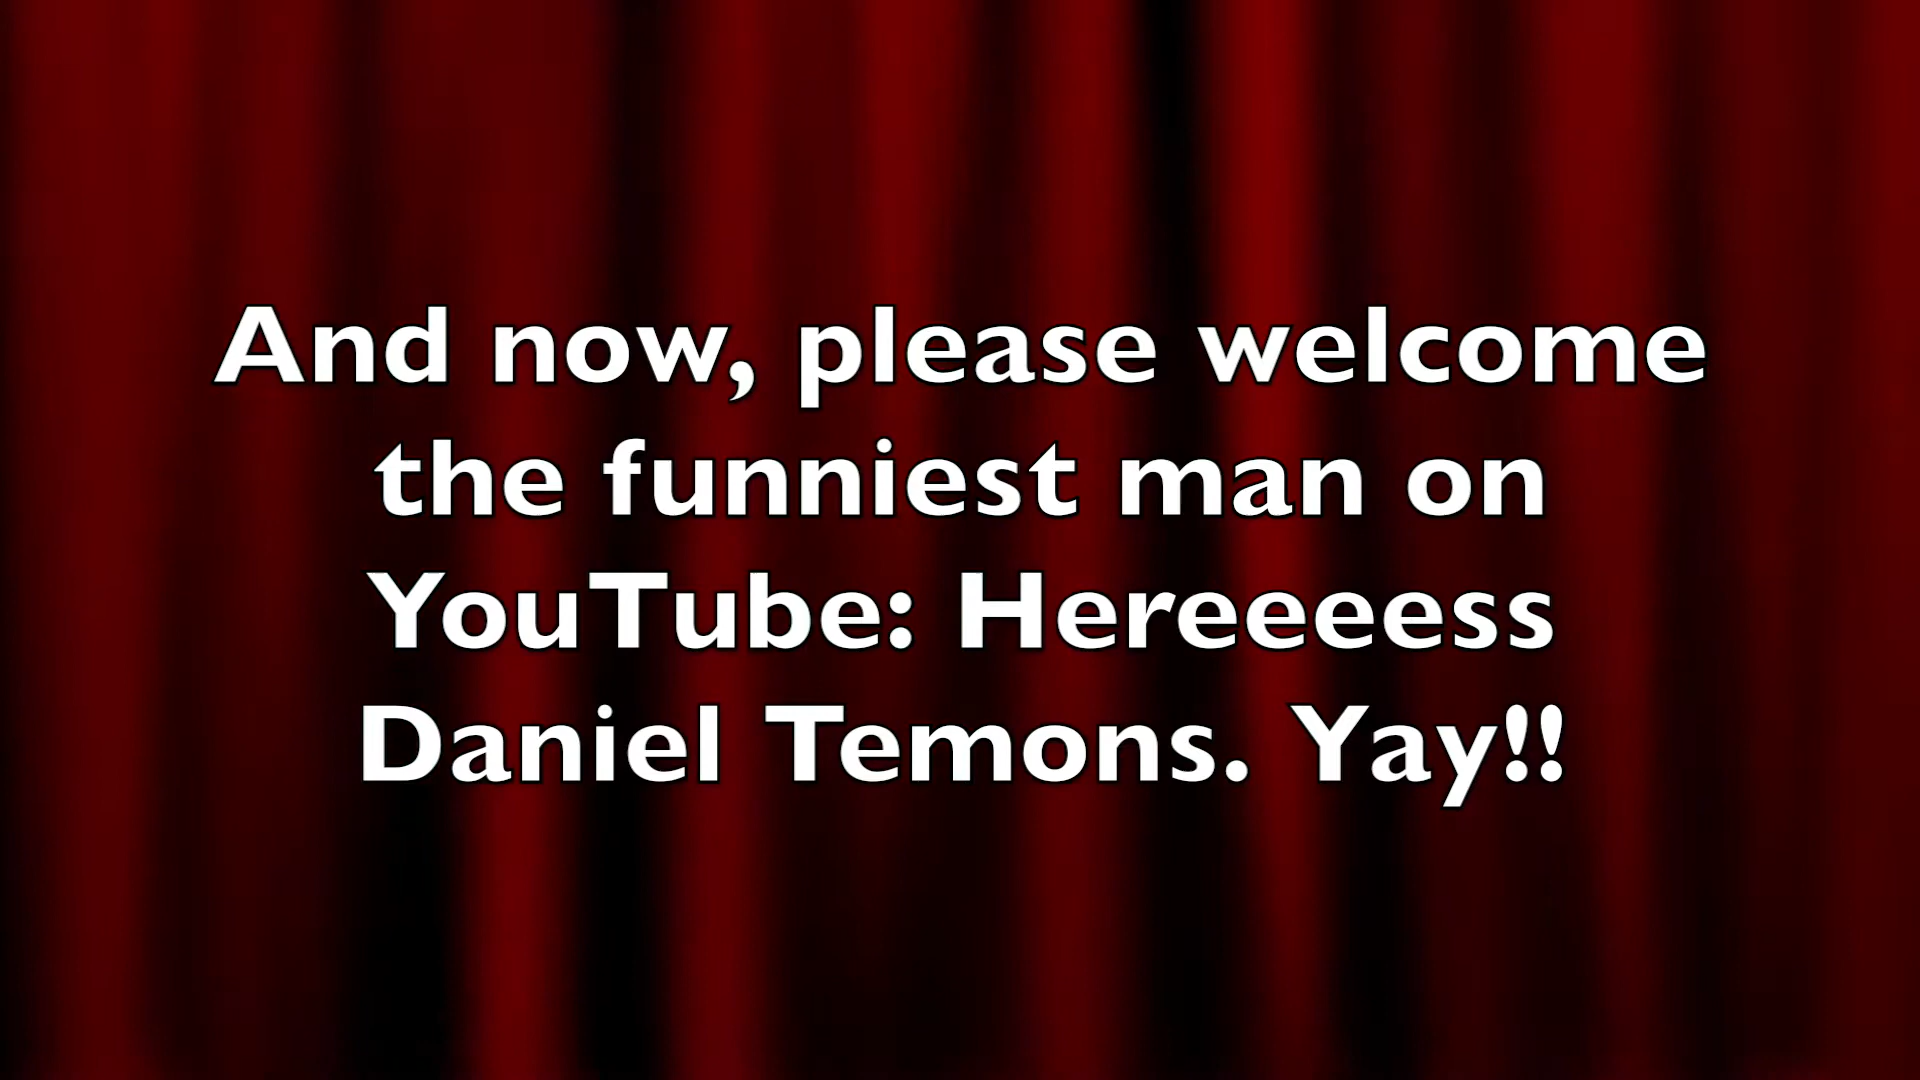 And now, please welcome
the funniest man on
YouTube: Hereeeess
Daniel Temons. Yay!!